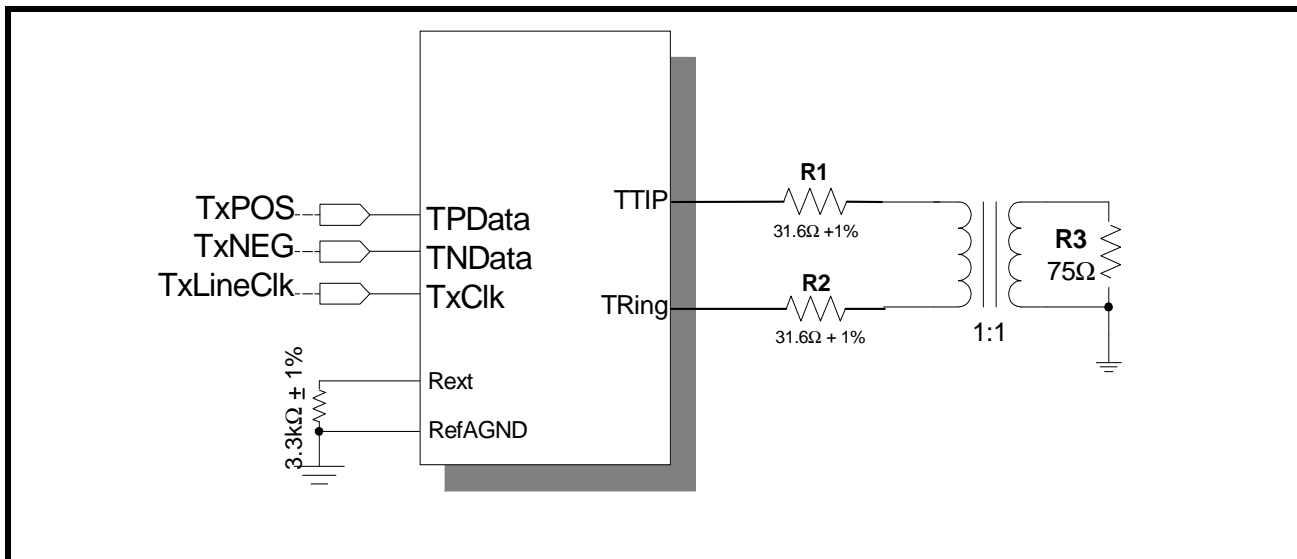 TxPOS
TxNEG
TxLineClk
TPData
TNData
TxClk
Rext
RefAGND
3.3kΩ ± 1%
TTIP
TRing
R1
31.6Ω +1%
R2
31.6Ω + 1%
1:1
R3
75Ω